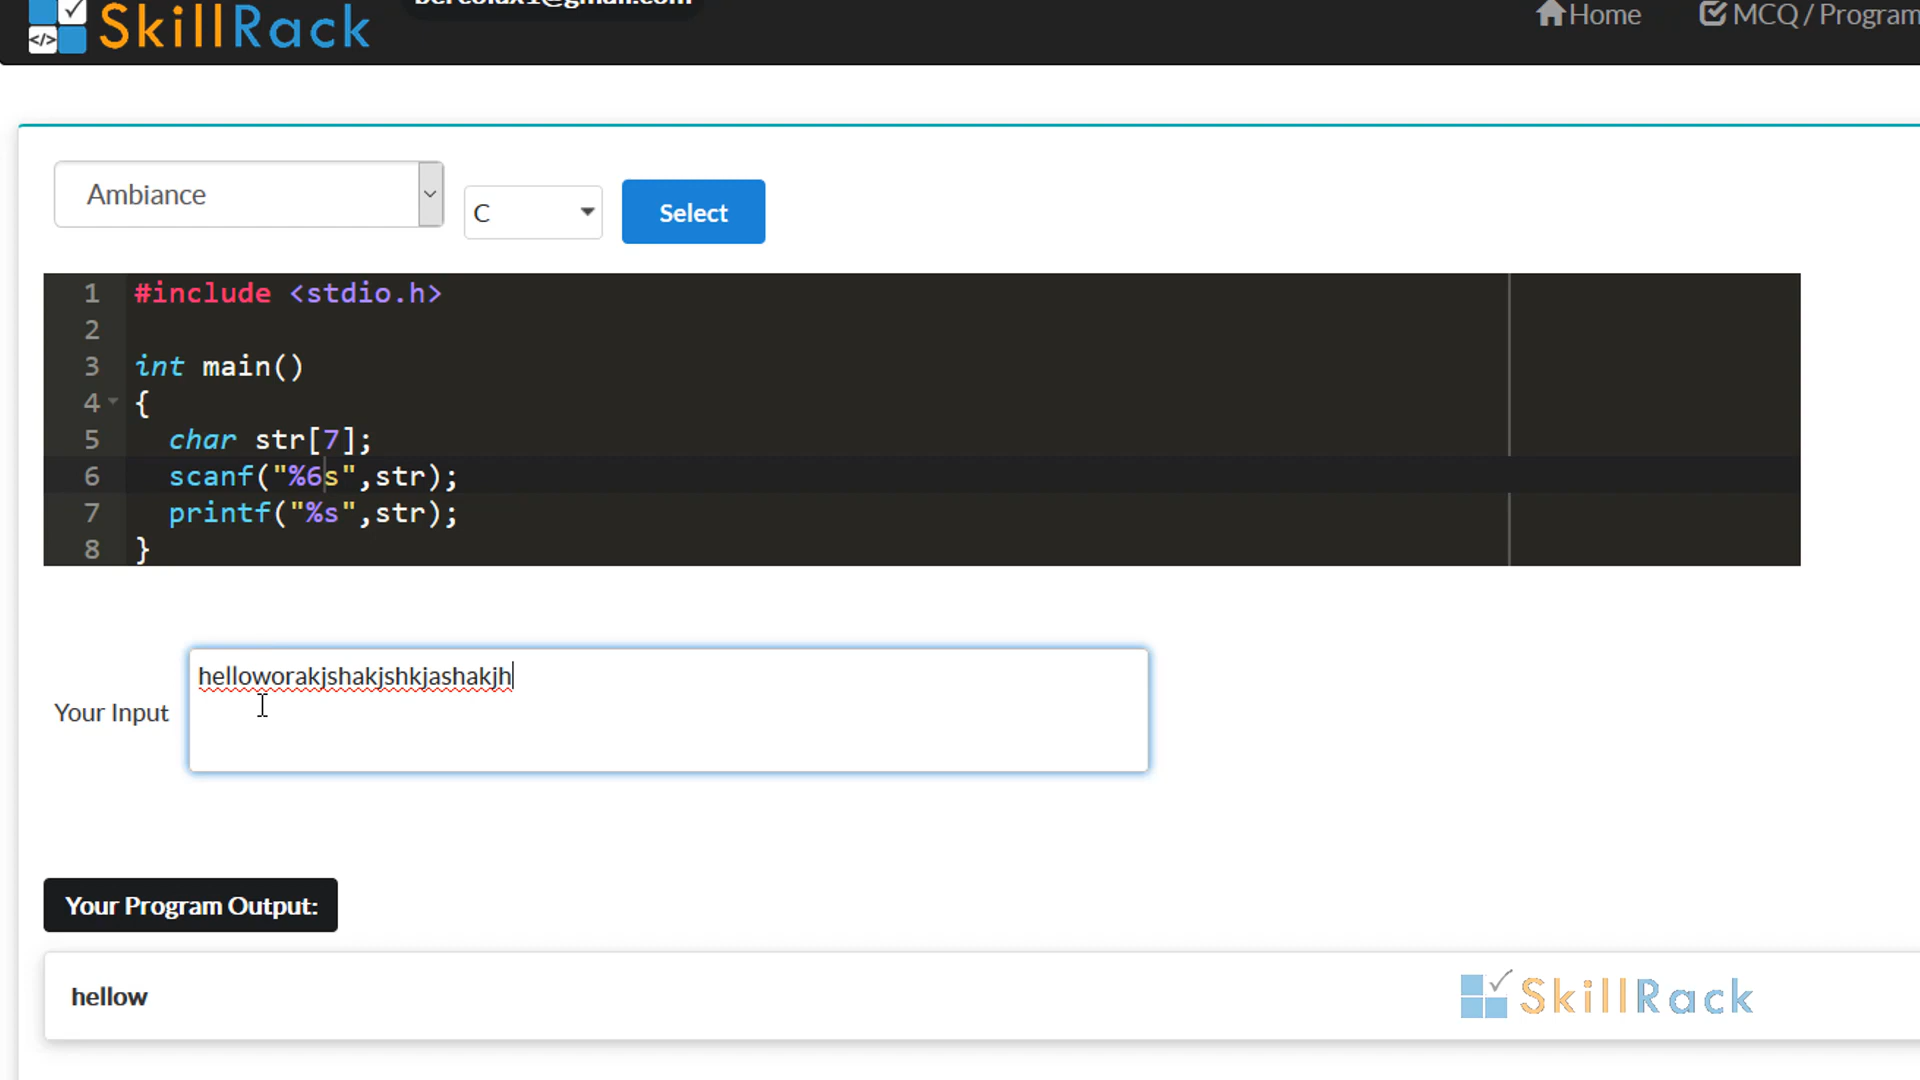 SkillRack
Home
MCQ / Program
Ambiance
C
Select
1 #include <stdio.h>
2
3 int main()
4 {
5 char str[7];
6 scanf("%6s",str);
7 printf("%s",str);
8 }
Your Input
helloworakjshakjshkjashakjh
Your Program Output:
hellow
SkillRack